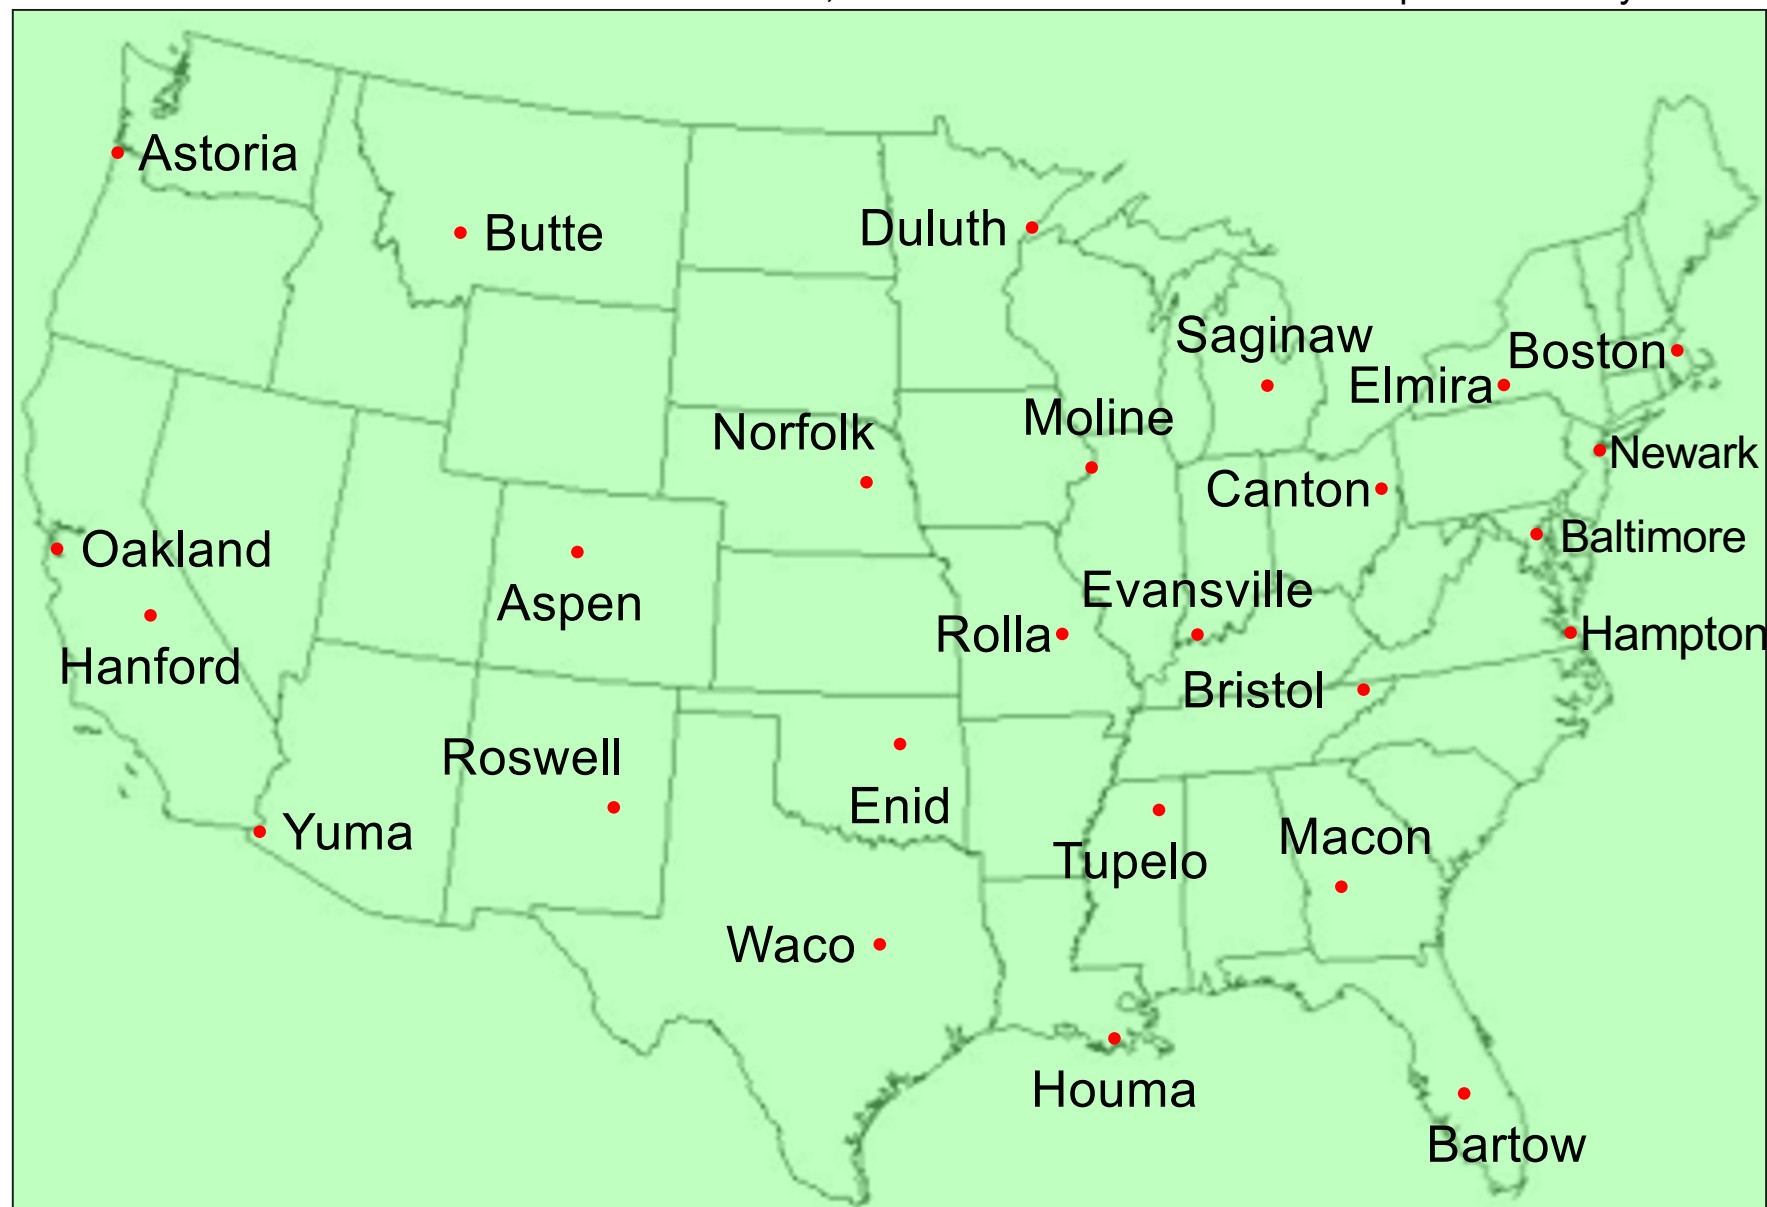 Astoria
Butte
Duluth
Saginaw
Boston
Elmira
Moline
Norfolk
Newark
Canton
Baltimore
Oakland
Aspen
Evansville
Rolla
Hampton
Hanford
Bristol
Roswell
Enid
Yuma
Macon
Tupelo
Waco
Houma
Bartow